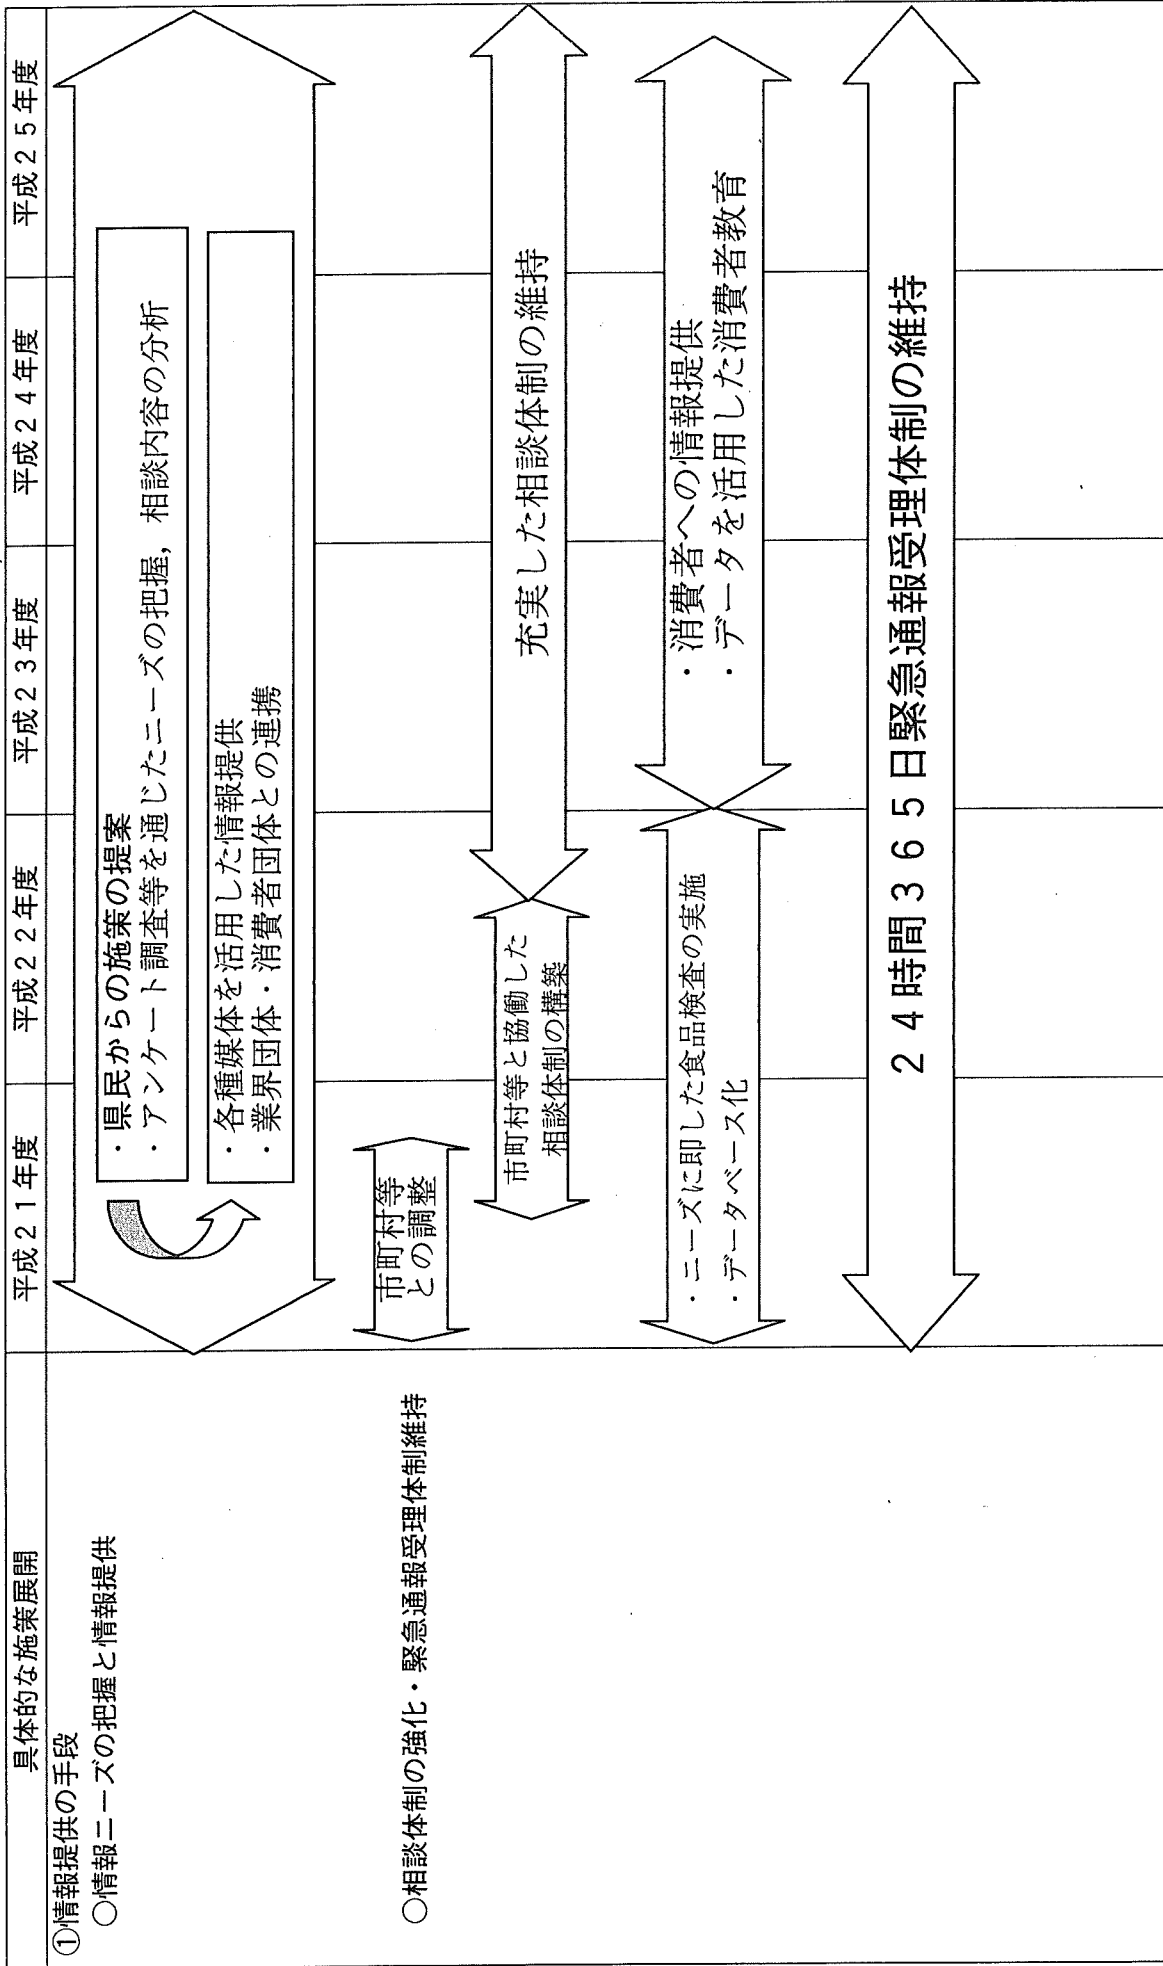 具体的な施策展開
平成２１年度
平成２２年度
平成２３年度
平成２４年度
平成２５年度
①情報提供の手段
○情報ニーズの把握と情報提供
・県民からの施策の提案
・アンケート調査等を通じたニーズの把握，相談内容の分析
・各種媒体を活用した情報提供
・業界団体・消費者団体との連携
○相談体制の強化・緊急通報受理体制維持
市町村等
との調整
市町村等と協働した
相談体制の構築
充実した相談体制の維持
・ニーズに即した食品検査の実施
・データベース化
・消費者への情報提供
・データを活用した消費者教育
２４時間３６５日緊急通報受理体制の維持